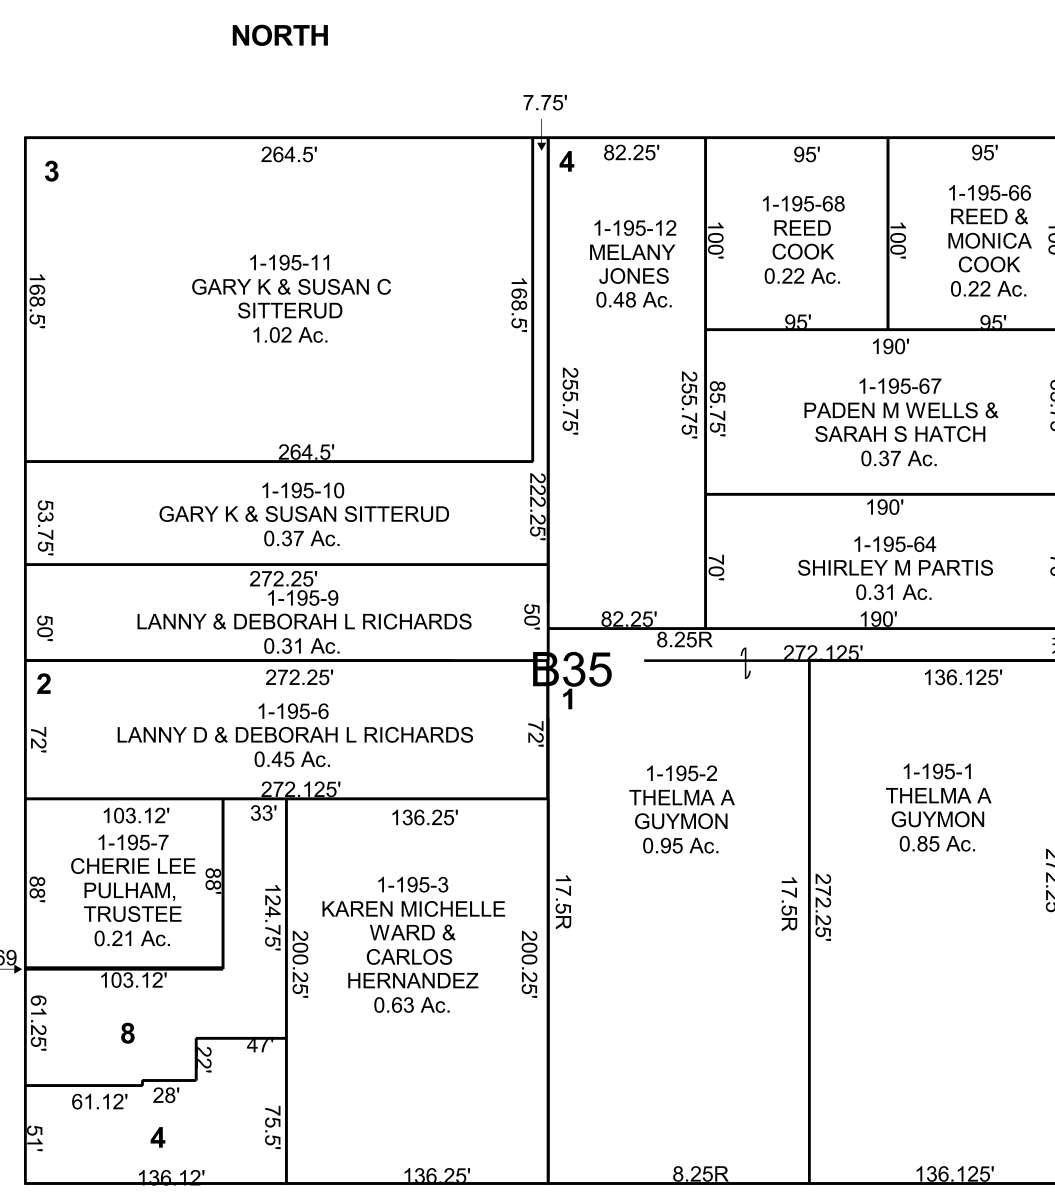 NORTH
7.75'
3
264.5'
4
82.25'
95'
95'
1-195-11
GARY K & SUSAN C
SITTERUD
1.02 Ac.
168.5'
168.5'
264.5'
1-195-12
MELANY
JONES
0.48 Ac.
255.75'
255.75'
1-195-68
REED
COOK
0.22 Ac.
100'
100'
95'
1-195-66
REED &
MONICA
COOK
0.22 Ac.
95'
190'
1-195-67
PADEN M WELLS &
SARAH S HATCH
0.37 Ac.
85.75'
1-195-10
GARY K & SUSAN SITTERUD
0.37 Ac.
53.75'
222.25'
190'
1-195-64
SHIRLEY M PARTIS
0.31 Ac.
70'
190'
82.25'
272.25'
1-195-9
LANNY & DEBORAH L RICHARDS
0.31 Ac.
50'
50'
8.25R
272.125'
B35
2
272.25'
1
136.125'
1-195-6
LANNY D & DEBORAH L RICHARDS
0.45 Ac.
72'
72'
272.125'
1-195-2
THELMA A
GUYMON
0.95 Ac.
1-195-1
THELMA A
GUYMON
0.85 Ac.
103.12'
33'
136.25'
1-195-7
CHERIE LEE
PULHAM,
TRUSTEE
0.21 Ac.
88'
88'
124.75'
1-195-3
KAREN MICHELLE
WARD &
CARLOS
HERNANDEZ
0.63 Ac.
200.25'
200.25'
17.5R
17.5R
272.25'
272.25
69
103.12'
61.25'
8
47'
22'
28'
61.12'
51'
4
75.5'
136.12'
136.25'
8.25R
136.125'